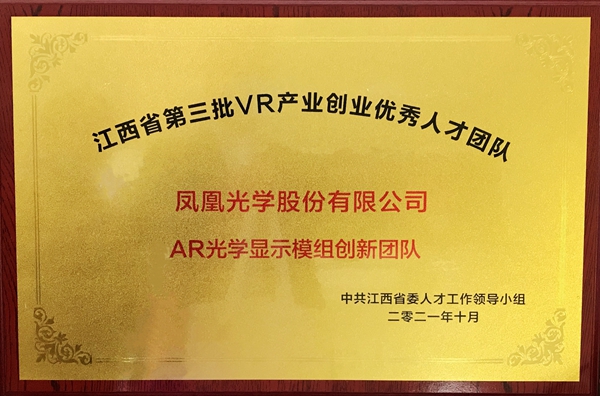 江西省第三批VR产业创业优秀人才团队
凤凰光学股份有限公司
AR光学显示模组创新团队
中共江西省委人才工作领导小组
二零二一年十月